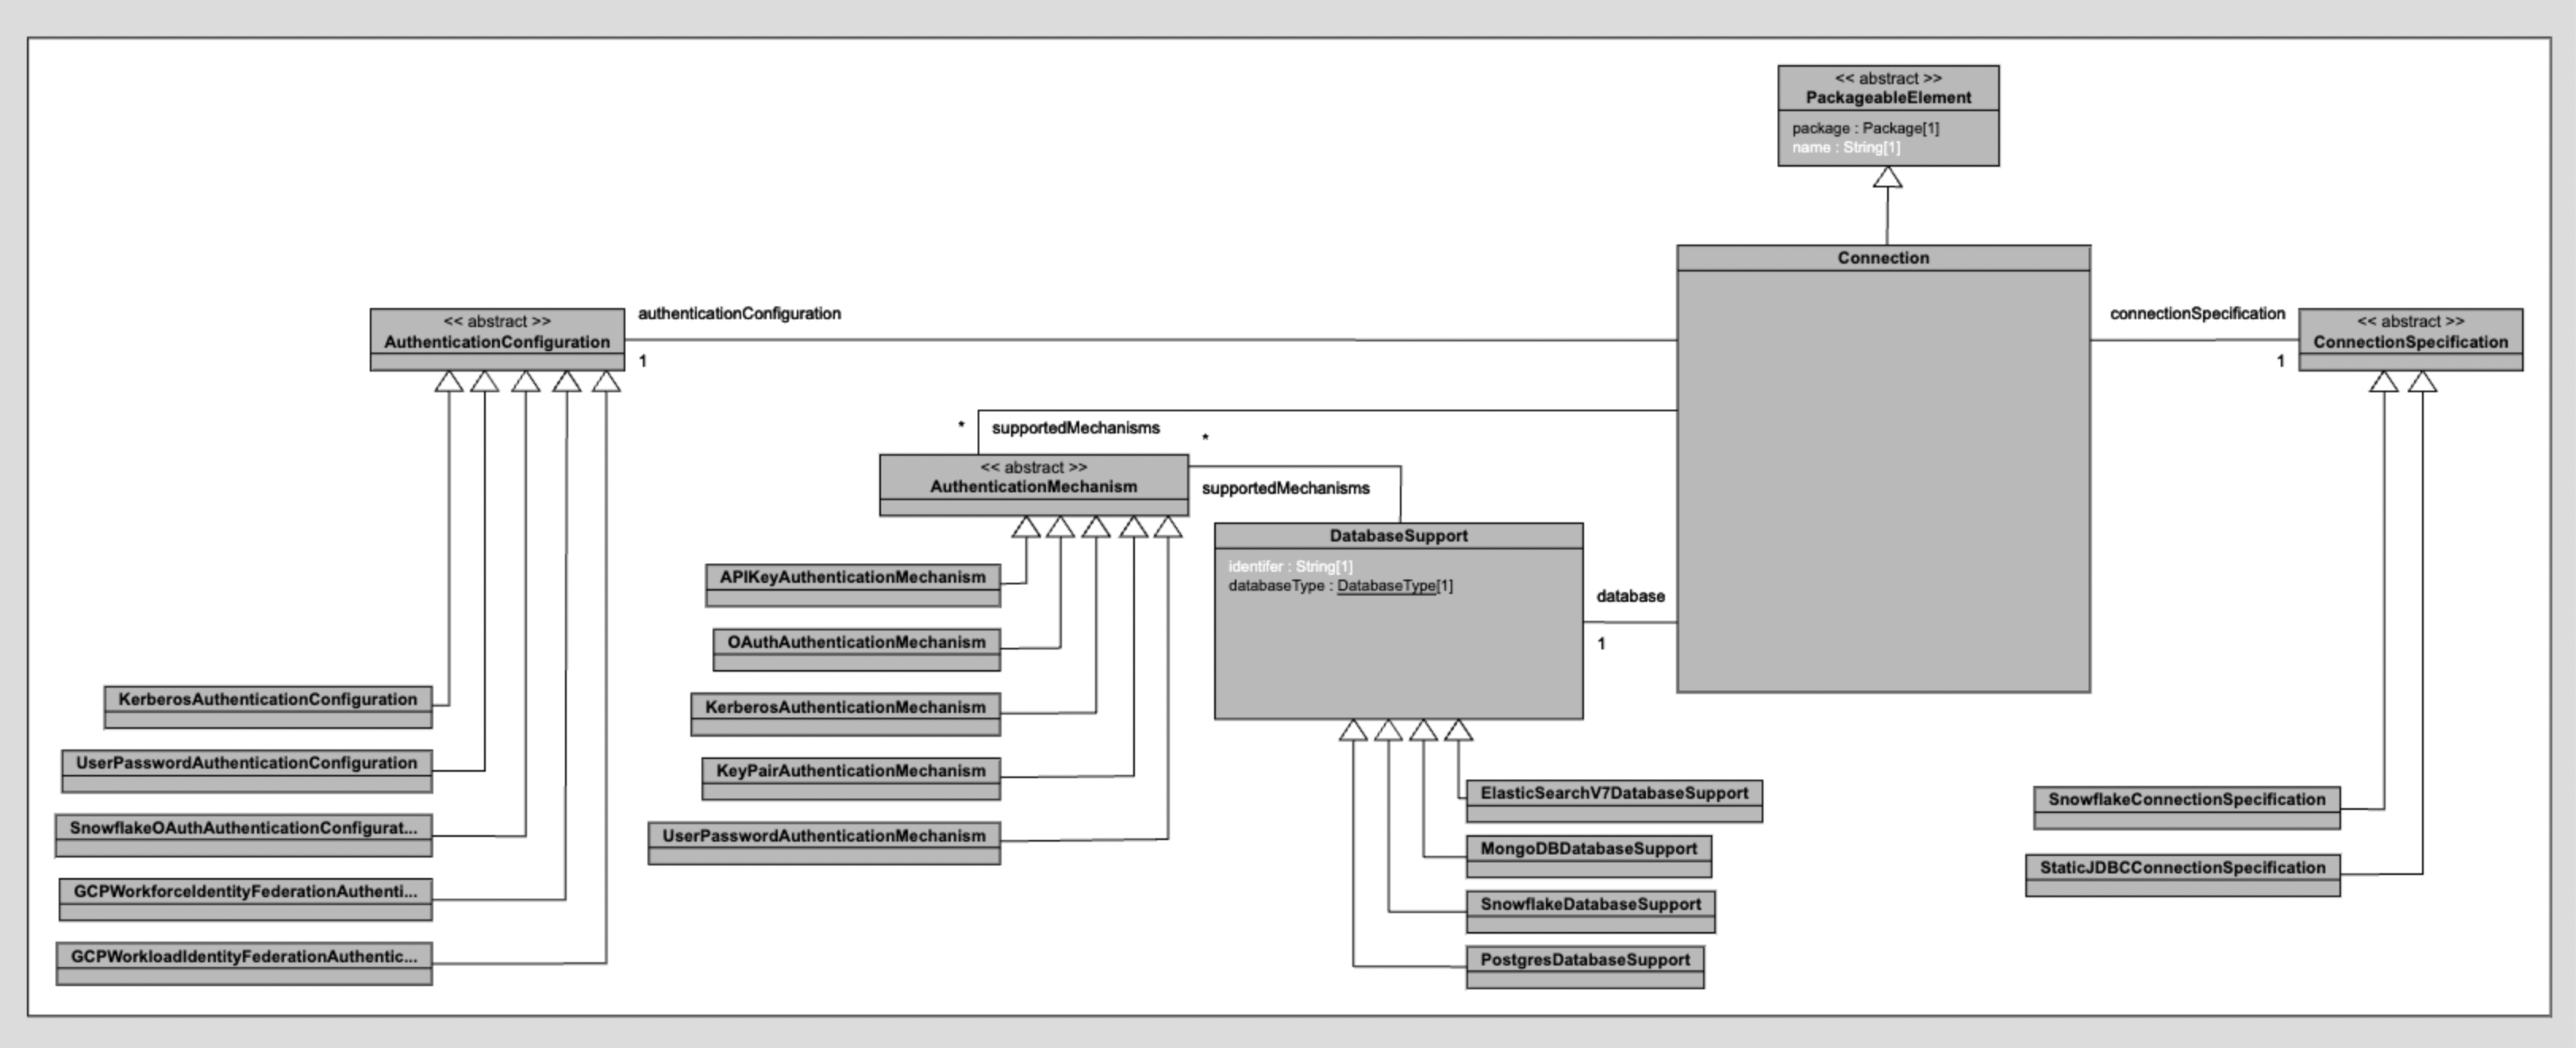 << abstract >>
PackageableElement
package : Package[1]
name : String[1]
Connection
authenticationConfiguration
1
<< abstract >>
AuthenticationConfiguration
connectionSpecification
1
<< abstract >>
ConnectionSpecification
*
supportedMechanisms
*
<< abstract >>
AuthenticationMechanism
supportedMechanisms
DatabaseSupport
identifer : String[1]
databaseType : DatabaseType[1]
database
1
APIKeyAuthenticationMechanism
OAuthAuthenticationMechanism
KerberosAuthenticationMechanism
KeyPairAuthenticationMechanism
UserPasswordAuthenticationMechanism
KerberosAuthenticationConfiguration
UserPasswordAuthenticationConfiguration
SnowflakeOAuthAuthenticationConfigurat...
GCPWorkforceIdentityFederationAuthenti...
GCPWorkloadIdentityFederationAuthentic...
ElasticSearchV7DatabaseSupport
MongoDBDatabaseSupport
SnowflakeDatabaseSupport
PostgresDatabaseSupport
SnowflakeConnectionSpecification
StaticJDBCConnectionSpecification